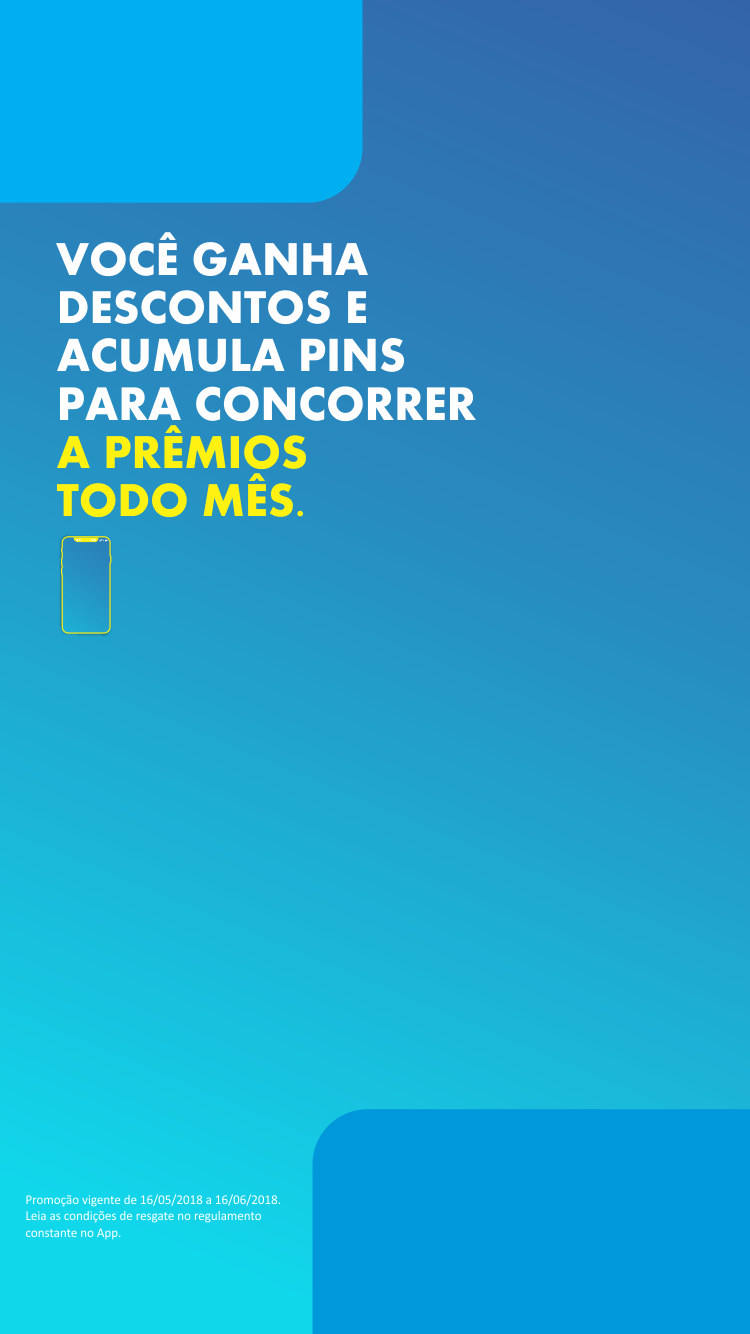 VOCÊ GANHA
DESCONTOS E
ACUMULA PINS
PARA CONCORRER
A PRÊMIOS
TODO MÊS.
Promoção vigente de 16/05/2018 a 16/06/2018.
Leia as condições de resgate no regulamento
constante no App.